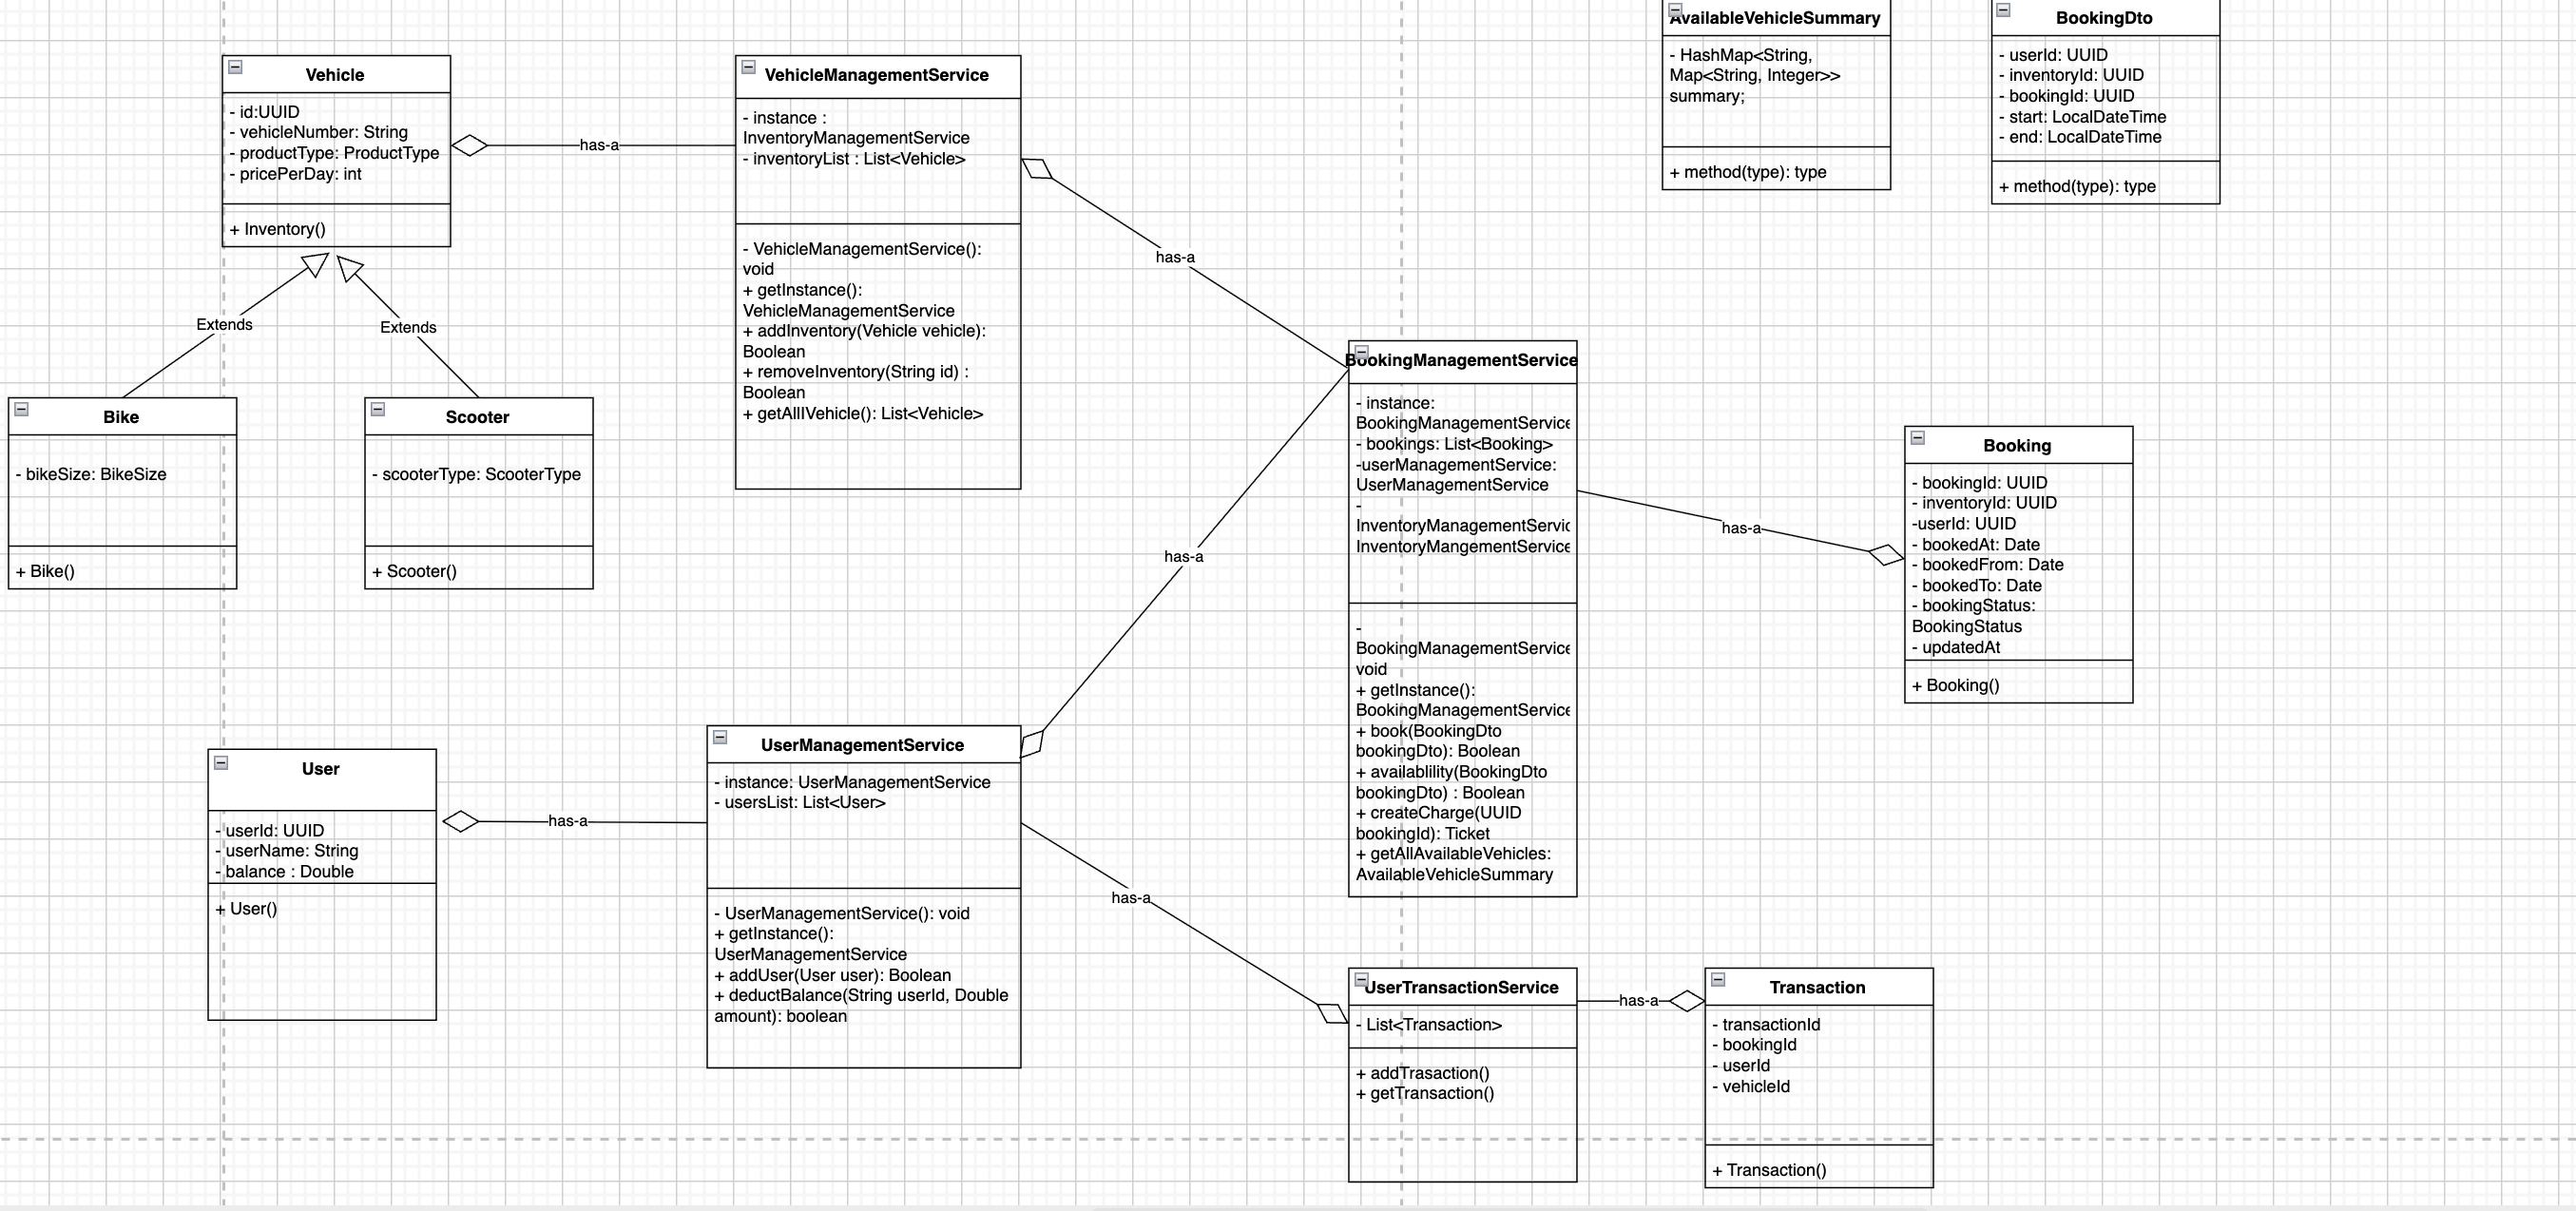 Vehicle
- id:UUID
- vehicleNumber: String
- productType: ProductType
- pricePerDay: int
+ Inventory()
has-a
VehicleManagementService
- instance :
InventoryManagementService
- inventoryList : List<Vehicle>
- VehicleManagementService():
void
+ getInstance():
VehicleManagementService
+ addInventory(Vehicle vehicle):
Boolean
+ removeInventory(String id) :
Boolean
+ getAllIVehicle(): List<Vehicle>
AvailableVehicleSummary
- HashMap<String,
Map<String, Integer>>
summary;
+ method(type): type
BookingDto
- userId: UUID
- inventoryId: UUID
- bookingId: UUID
- start: LocalDateTime
- end: LocalDateTime
+ method(type): type
Extends
Extends
Bike
- bikeSize: BikeSize
+ Bike()
Scooter
- scooterType: ScooterType
+ Scooter()
has-a
has-a
BookingManagementService
- instance:
BookingManagementService
- bookings: List<Booking>
-userManagementService:
UserManagementService
-
InventoryManagementServic
InventoryMangementService
-
BookingManagementService
void
+ getInstance():
BookingManagementService
+ book(BookingDto
bookingDto): Boolean
+ availablility(BookingDto
bookingDto) : Boolean
+ createCharge(UUID
bookingId): Ticket
+ getAllAvailableVehicles:
AvailableVehicleSummary
has-a
Booking
- bookingId: UUID
- inventoryId: UUID
-userId: UUID
- bookedAt: Date
- bookedFrom: Date
- bookedTo: Date
- bookingStatus:
BookingStatus
- updatedAt
+ Booking()
User
- userId: UUID
- userName: String
- balance : Double
+ User()
has-a
UserManagementService
- instance: UserManagementService
- usersList: List<User>
- UserManagementService(): void
+ getInstance():
UserManagementService
+ addUser(User user): Boolean
+ deductBalance(String userId, Double
amount): boolean
has-a
UserTransactionService
- List<Transaction>
+ addTrasaction()
+ getTransaction()
has-a
Transaction
- transactionId
- bookingId
- userId
- vehicleId
+ Transaction()